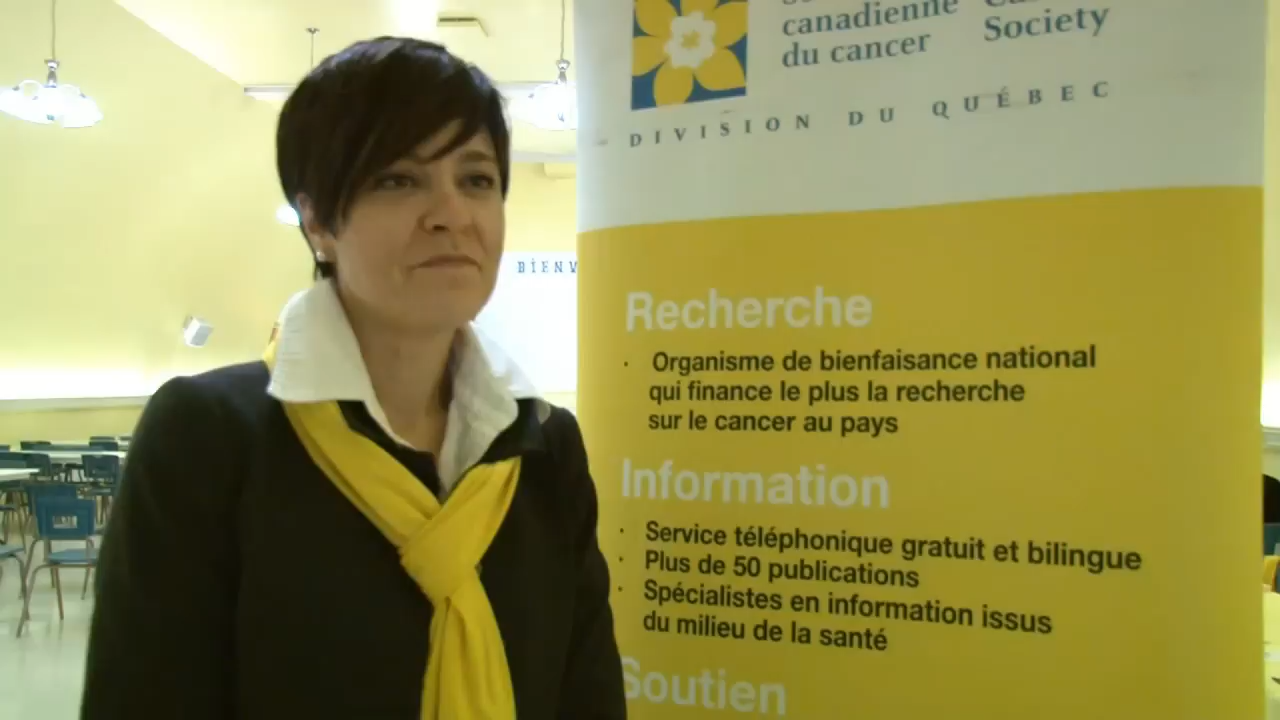 canadienne
du cancer
Society
DIVISION DU QUÉBEC
BIENV
Recherche
· Organisme de bienfaisance national
qui finance le plus la recherche
sur le cancer au pays
Information
· Service téléphonique gratuit et bilingue
· Plus de 50 publications
· Spécialistes en information issus
du milieu de la santé
Soutien